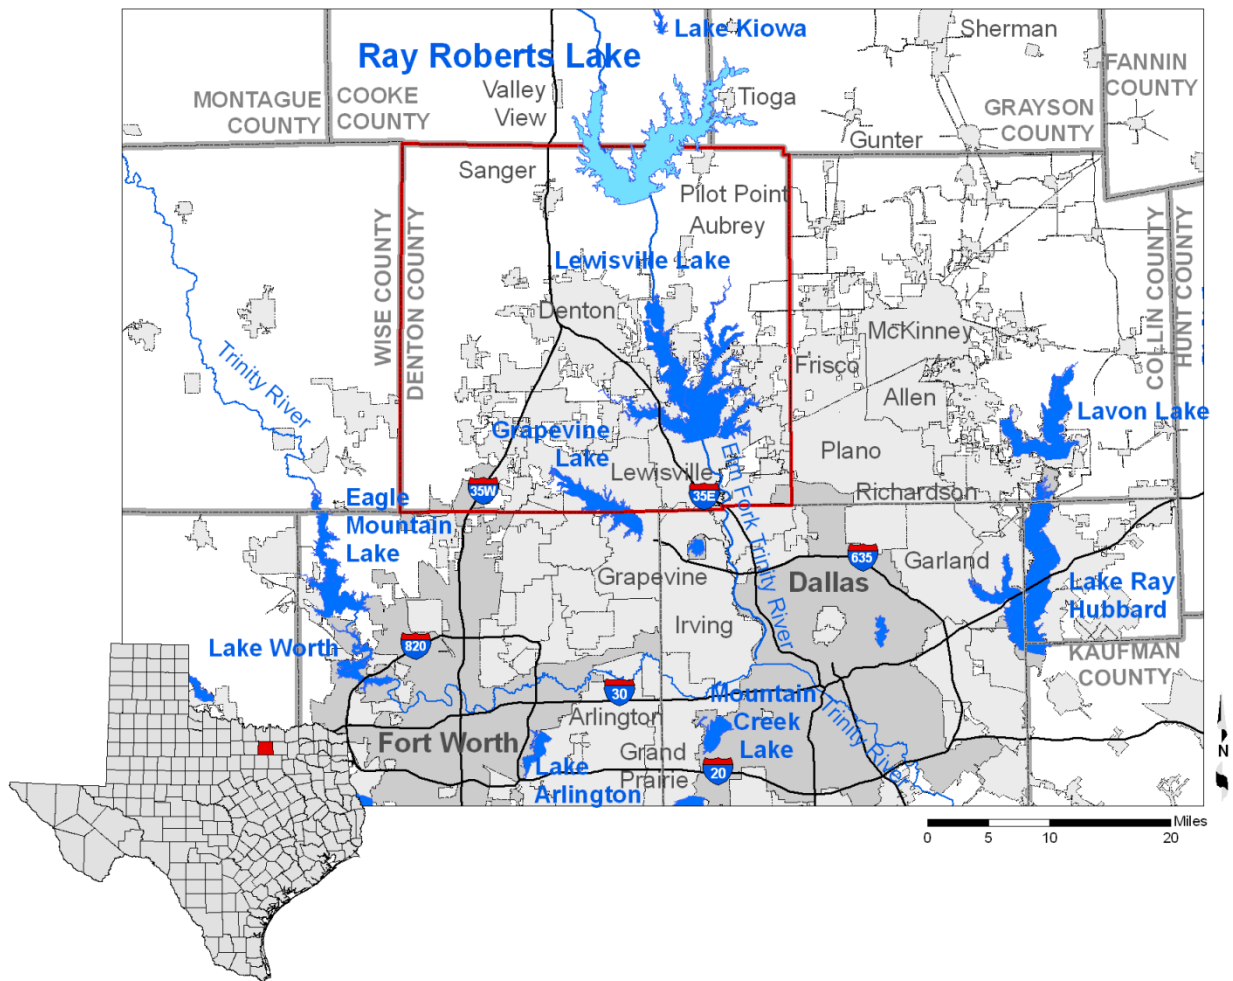 Lake Kiowa
Sherman
Ray Roberts Lake
FANNIN
COUNTY
Valley
View
Tioga
MONTAGUE
COUNTY
COOKE
COUNTY
GRAYSON
COUNTY
Gunter
Sanger
Pilot Point
Aubrey
WISE COUNTY
DENTON COUNTY
COLLIN COUNTY
HUNT COUNTY
Lewisville Lake
Denton
McKinney
Trinity River
Frisco
Allen
Lavon Lake
Grapevine
Lake
Plano
Lewisville
Elm Fork Trinity River
35W
35E
Richardson
Eagle
Mountain
Lake
635
Garland
Grapevine
Dallas
Lake Ray
Hubbard
Irving
820
Lake Worth
KAUFMAN
COUNTY
30
Mountain
Creek
Lake
Arlington
Trinity River
Fort Worth
Grand
Prairie
20
Lake
Arlington
N
0 5 10 20 Miles